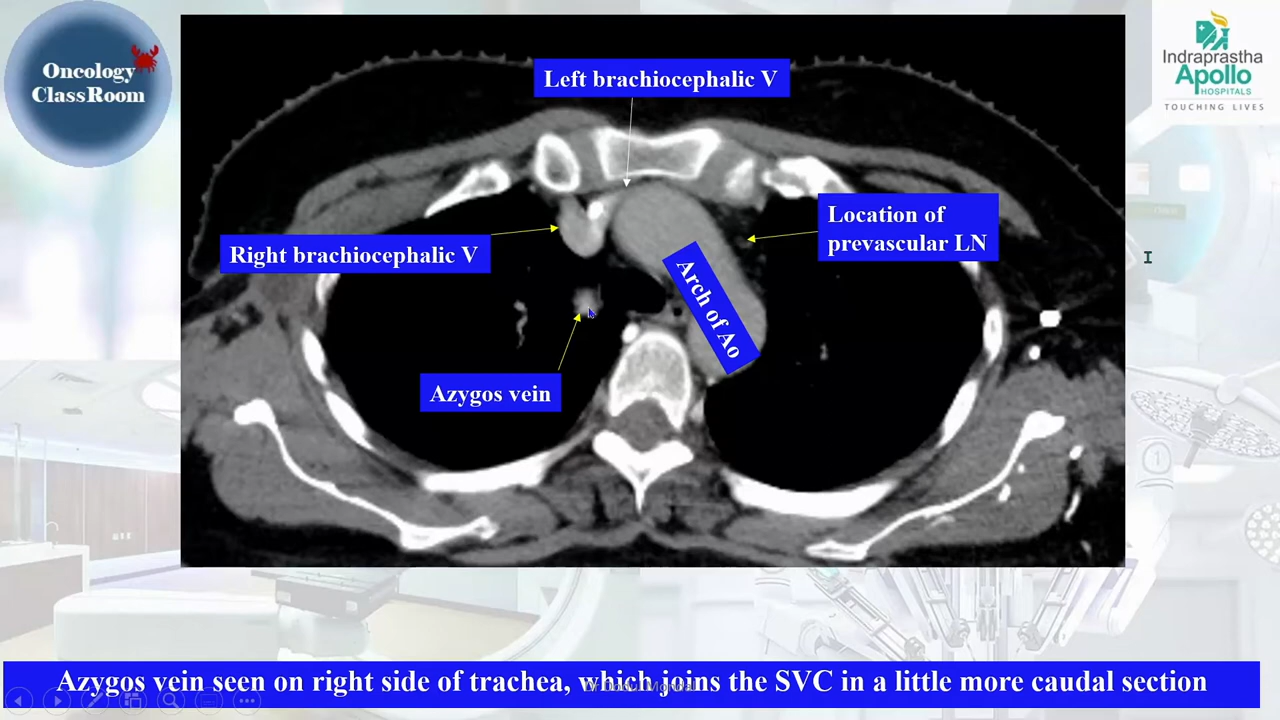 Oncology
ClassRoom
Indraprastha
Apollo
HOSPITALS
TOUCHING LIVES
Left brachiocephalic V
Location of
prevascular LN
Right brachiocephalic V
Arch of Ao
Azygos vein
Azygos vein seen on right side of trachea, which joins the SVC in a little more caudal section